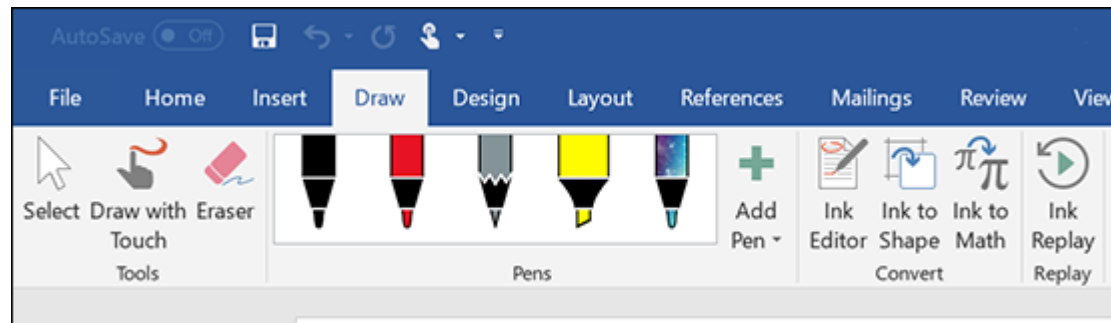 AutoSave Off
File Home Insert Draw Design Layout References Mailings Review View
Select Draw with Touch Eraser
Add Pen
Ink Editor Ink to Shape Ink to Math
Ink Replay
Tools Pens Convert Replay